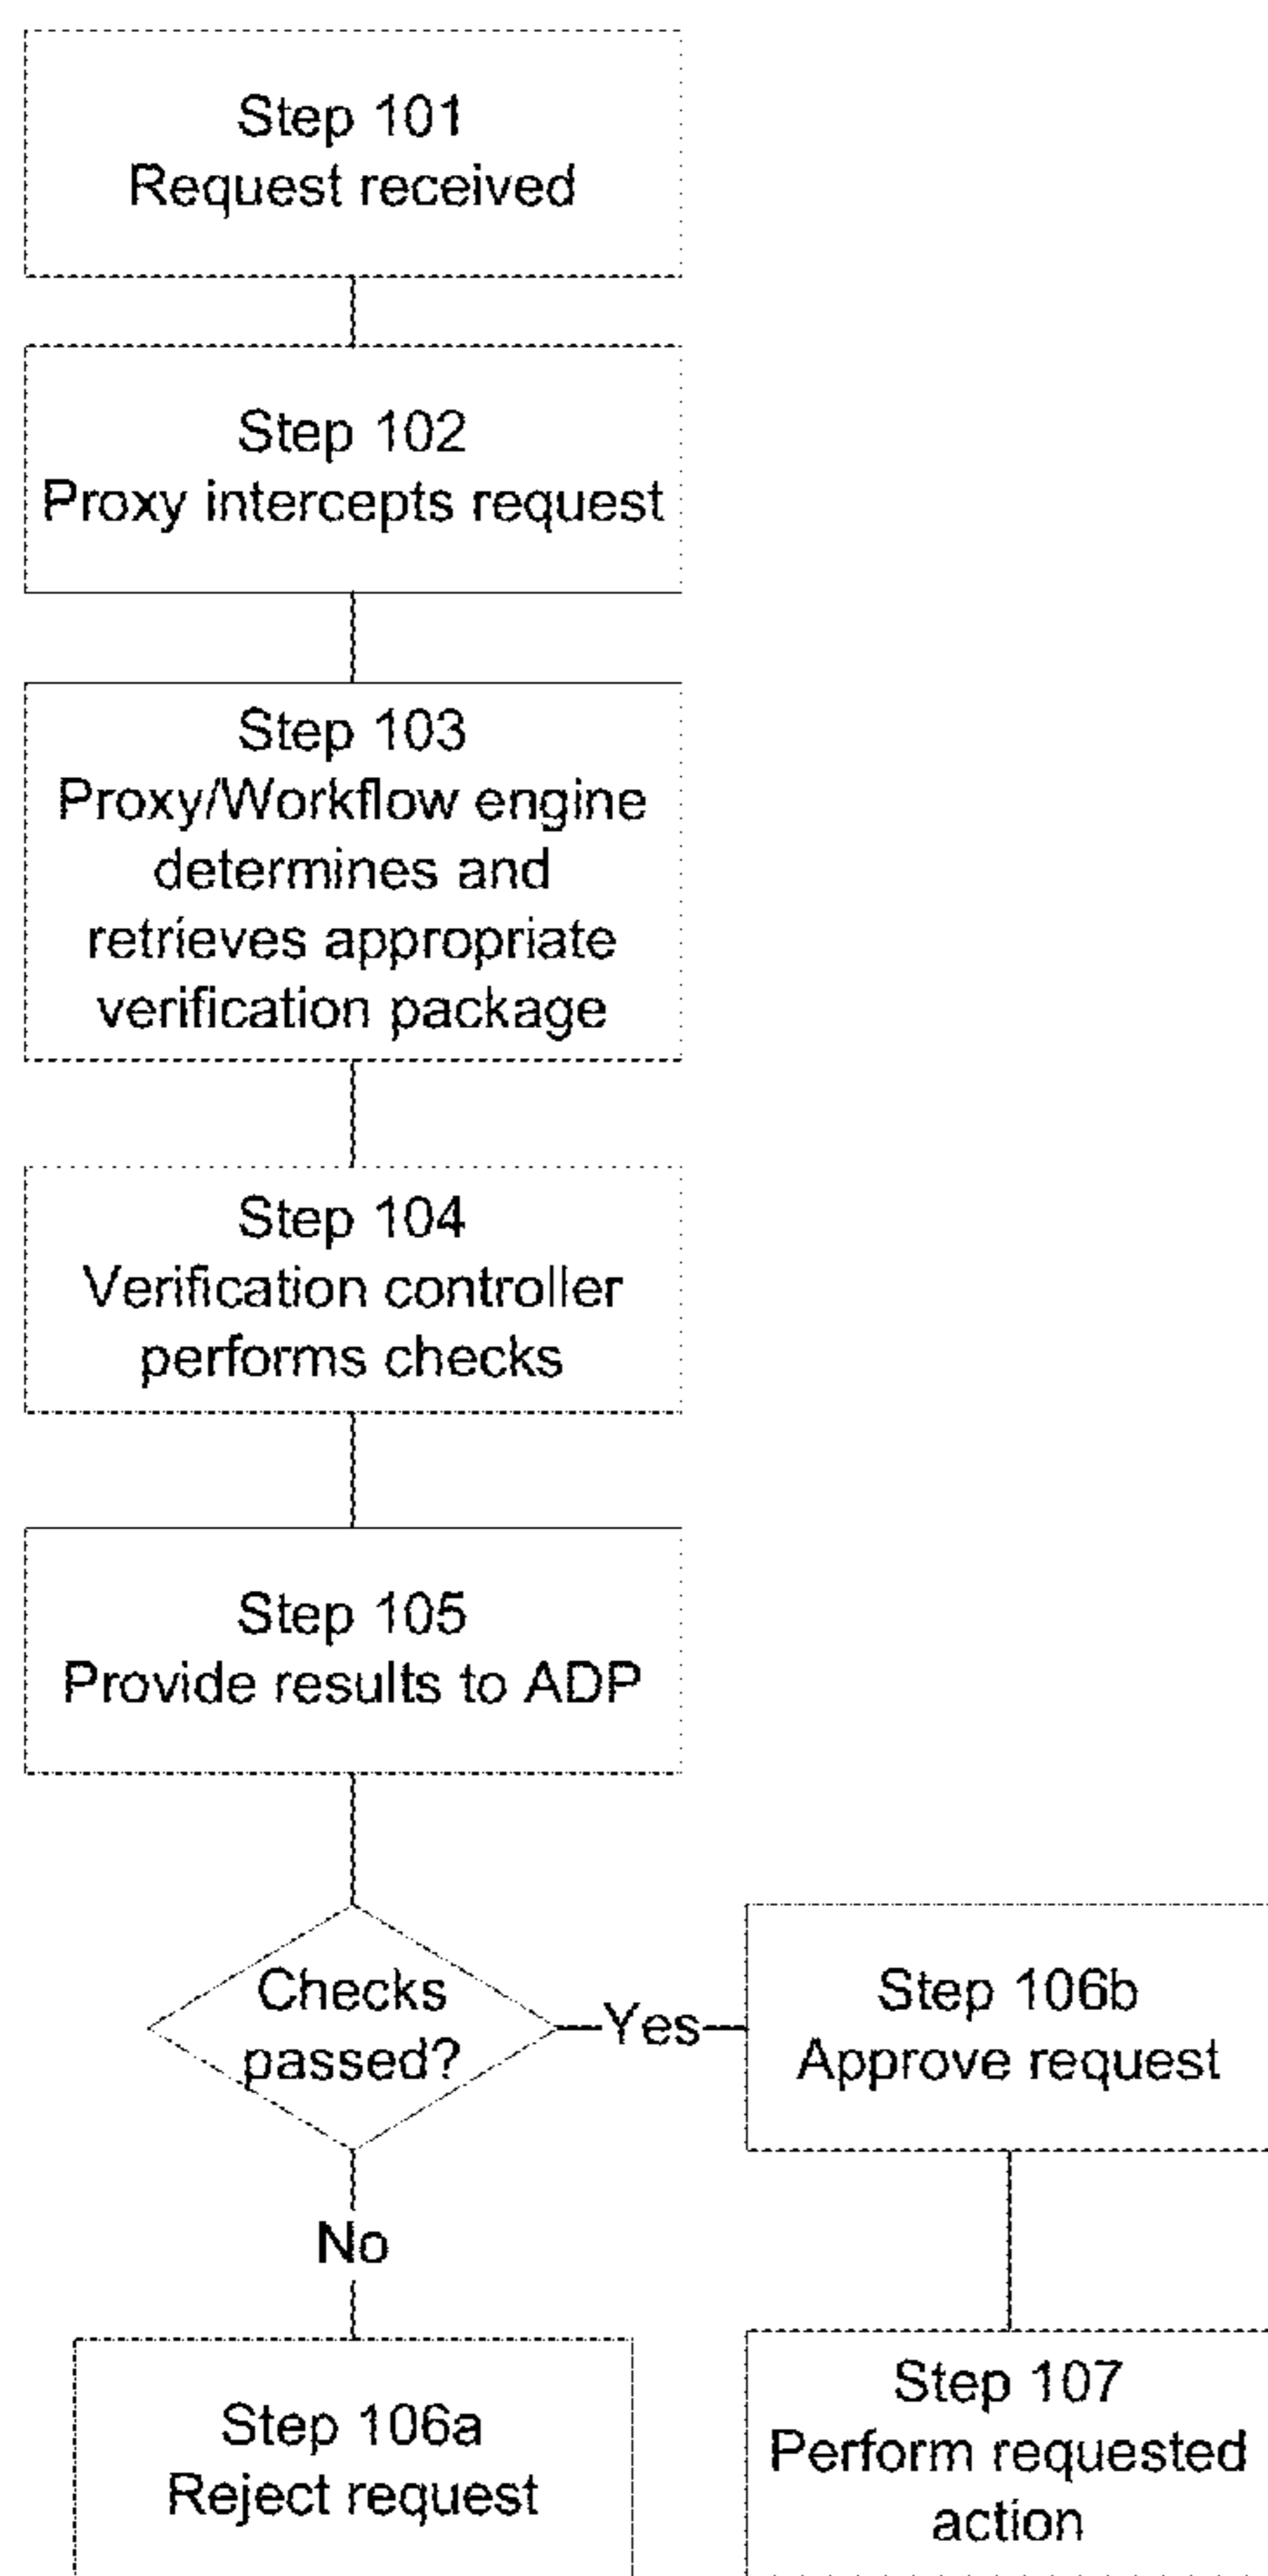 Step 101
Request received
Step 102
Proxy intercepts request
Step 103
Proxy/Workflow engine
determines and
retrieves appropriate
verification package
Step 104
Verification controller
performs checks
Step 105
Provide results to ADP
Checks
passed?
Yes
Step 106b
Approve request
No
Step 106a
Reject request
Step 107
Perform requested
action